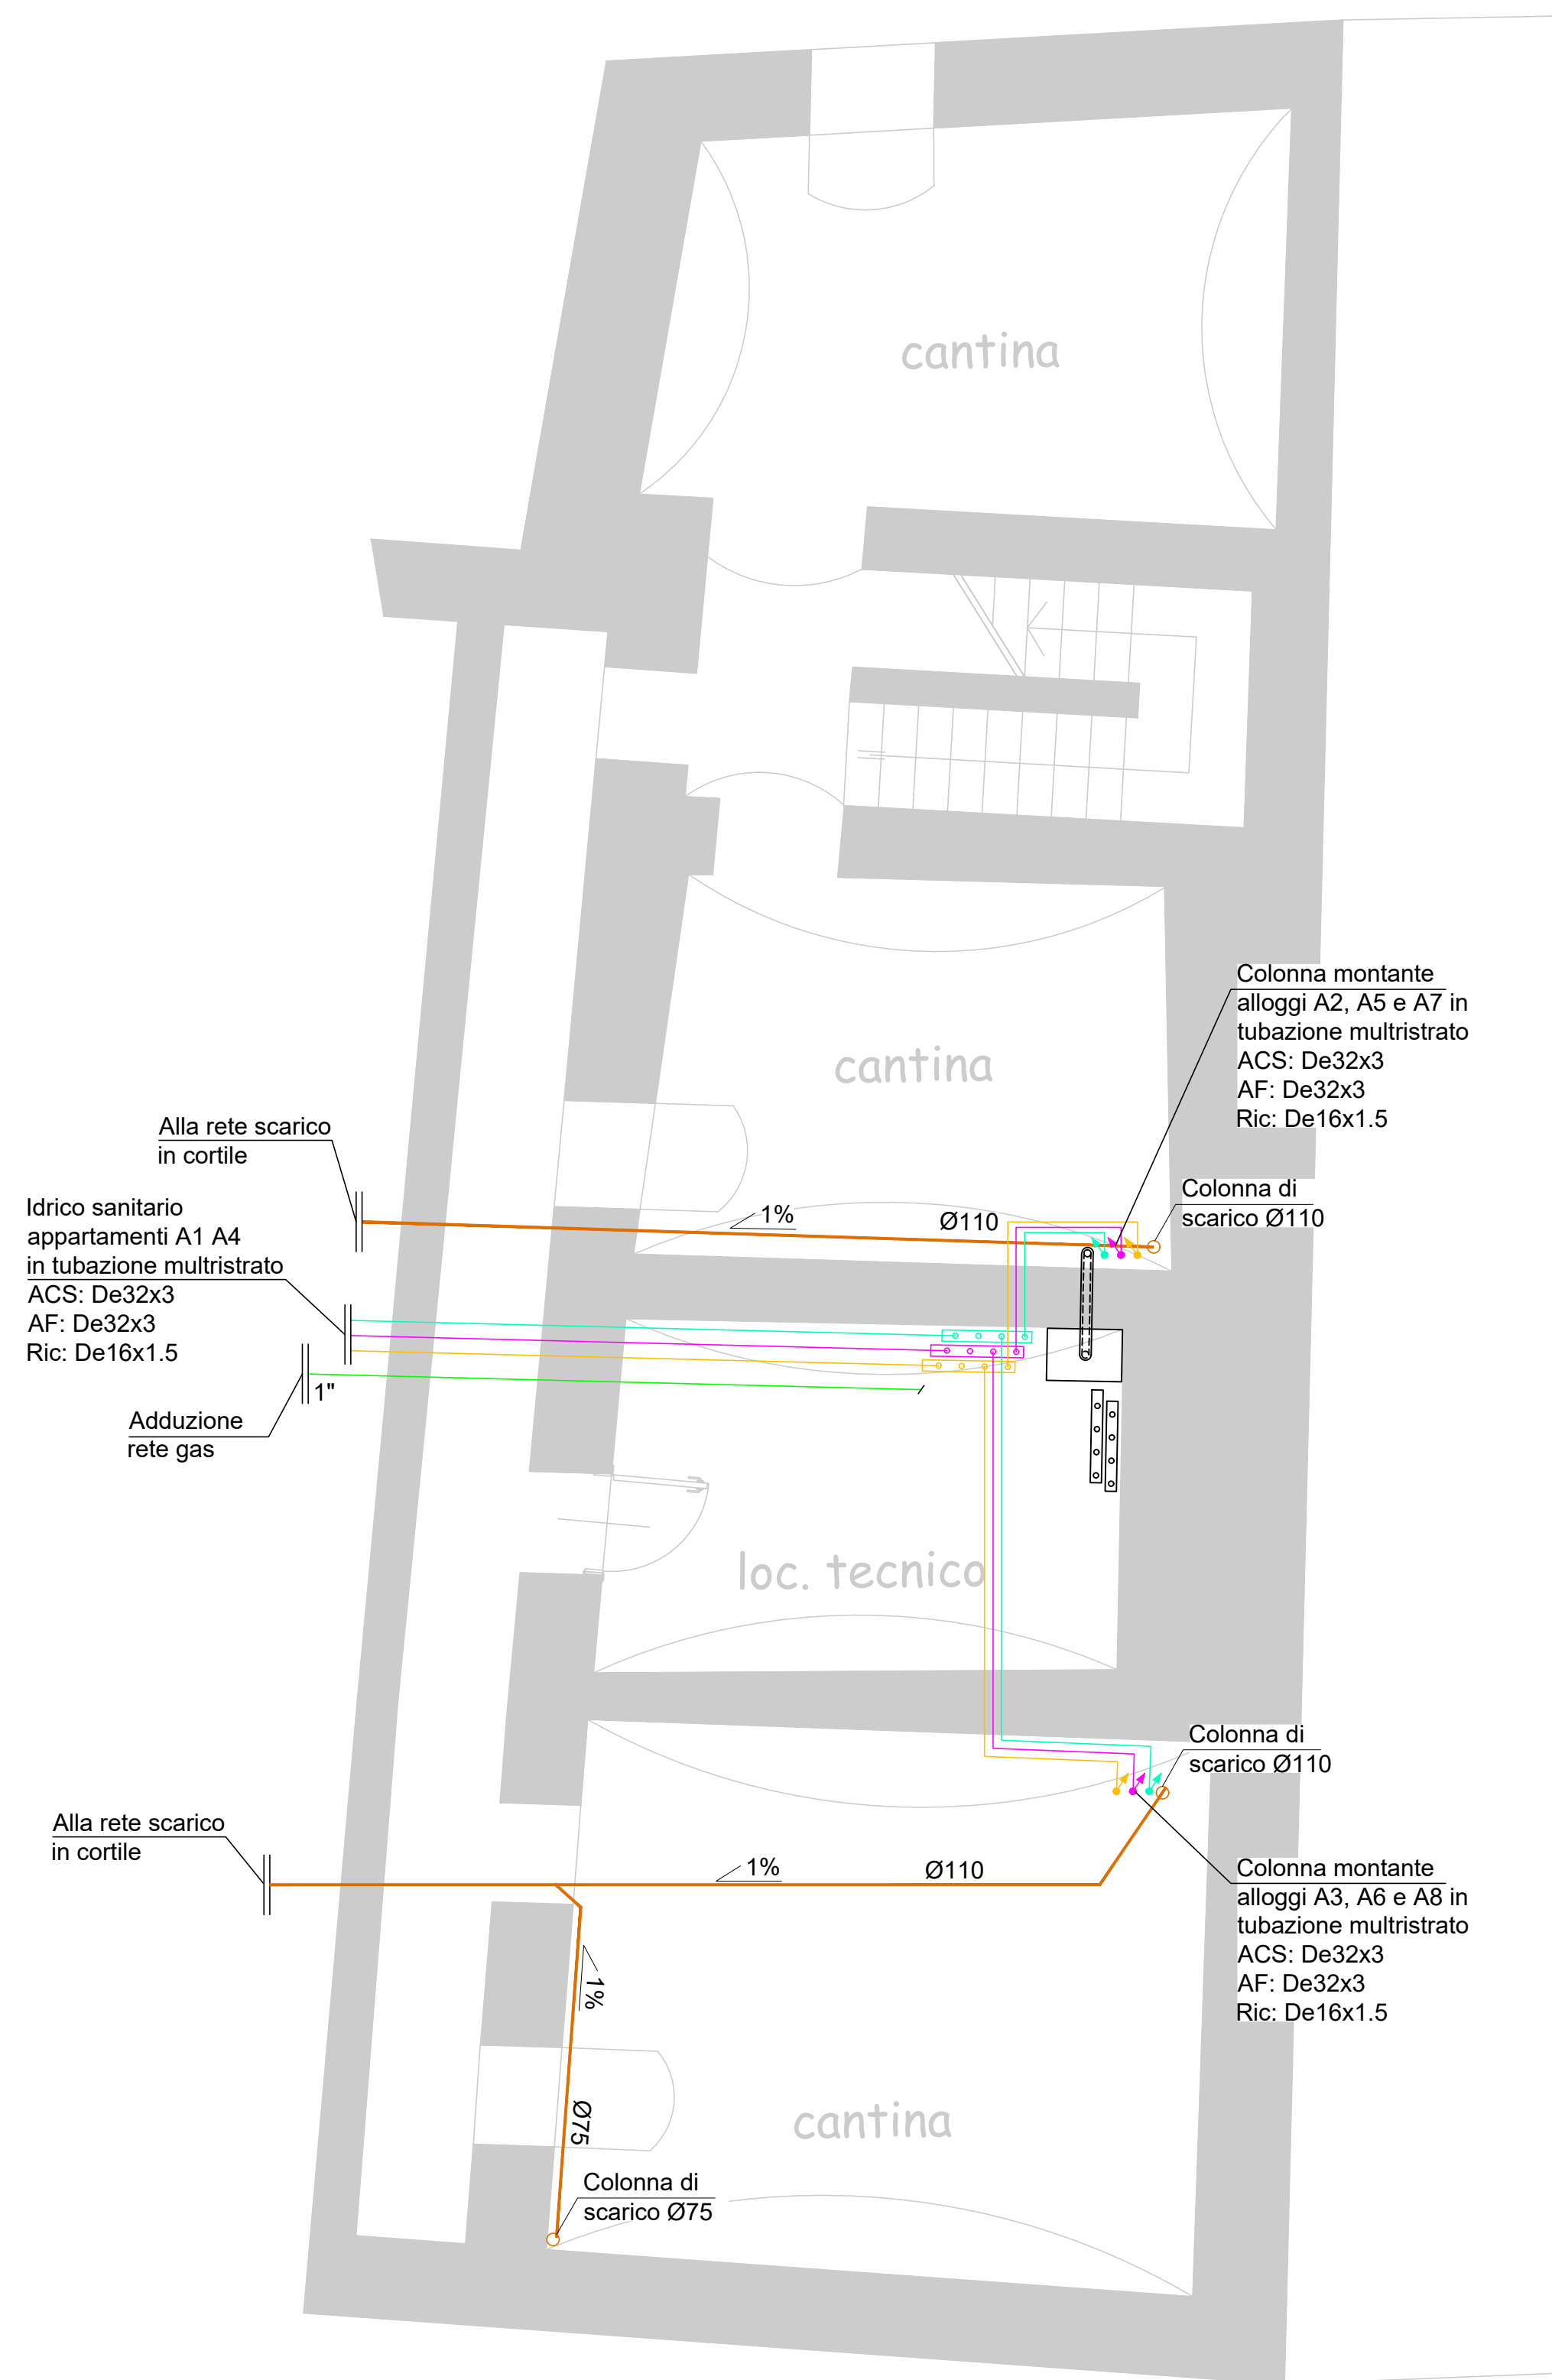 cantina
cantina
Colonna montante
alloggi A2, A5 e A7 in
tubazione multristrato
ACS: De32x3
AF: De32x3
Ric: De16x1.5
Alla rete scarico
in cortile
Colonna di
scarico Ø110
1%
Ø110
Idrico sanitario
appartamenti A1 A4
in tubazione multristrato
ACS: De32x3
AF: De32x3
Ric: De16x1.5
1"
Adduzione
rete gas
loc. tecnico
Colonna di
scarico Ø110
Alla rete scarico
in cortile
1%
Ø110
Colonna montante
alloggi A3, A6 e A8 in
tubazione multristrato
ACS: De32x3
AF: De32x3
Ric: De16x1.5
1%
Ø75
cantina
Colonna di
scarico Ø75